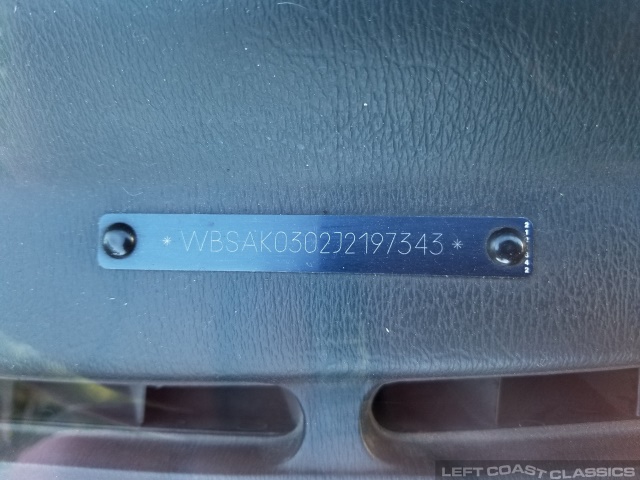 * WBSAK0302J2197343 *
LEFT COAST CLASSICS